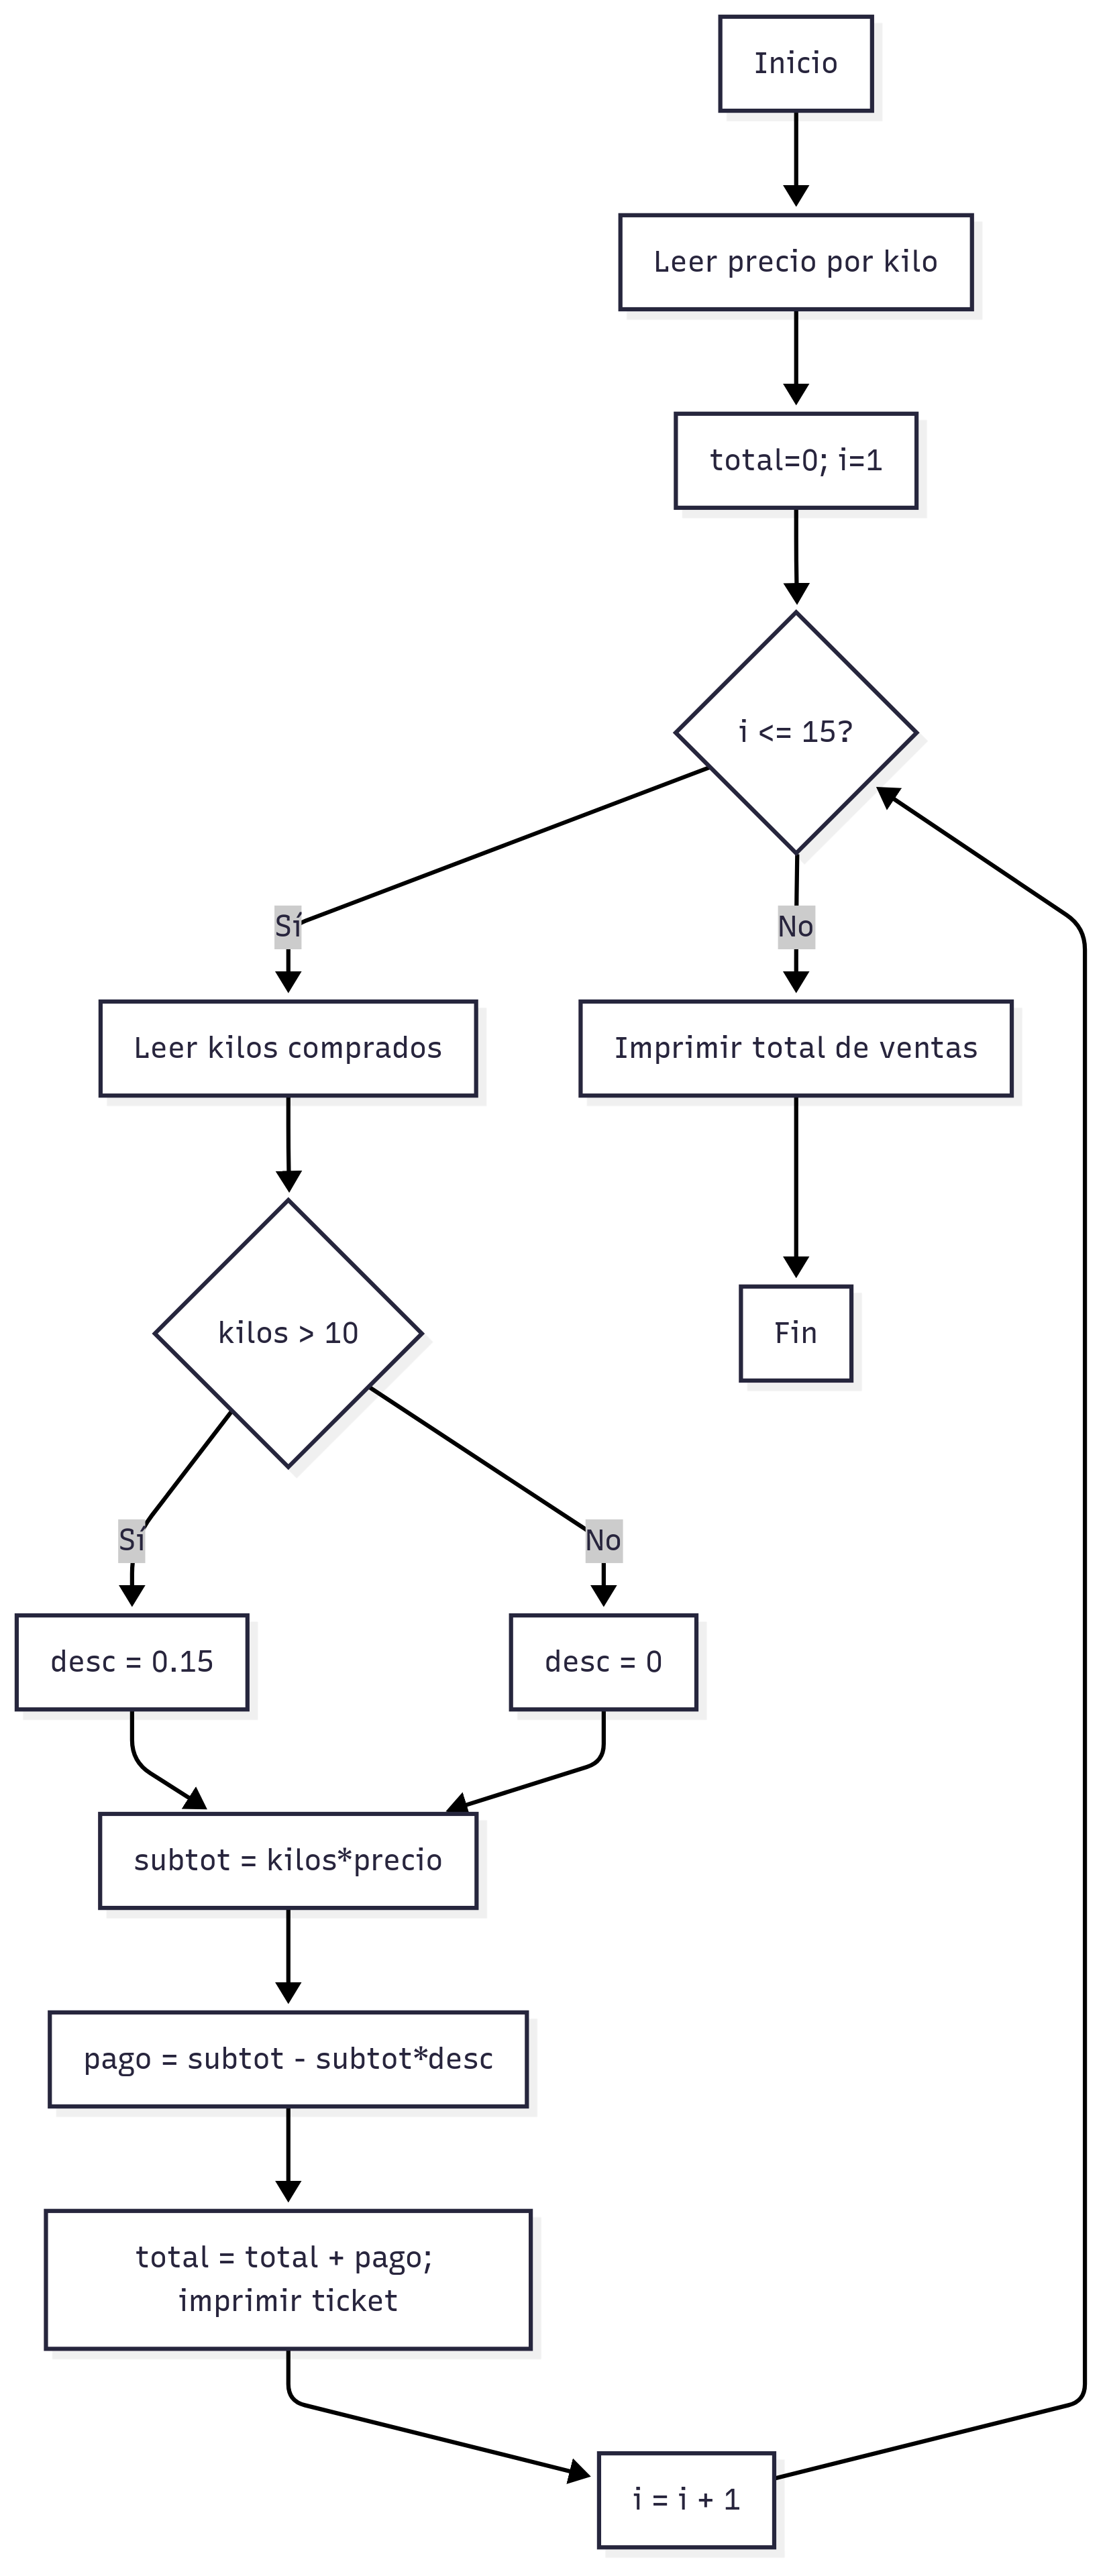 Inicio
Leer precio por kilo
total=0; i=1
i <= 15?
Sí
No
Leer kilos comprados
Imprimir total de ventas
kilos > 10
Fin
Sí
No
desc = 0.15
desc = 0
subtot = kilos*precio
pago = subtot - subtot*desc
total = total + pago;
imprimir ticket
i = i + 1